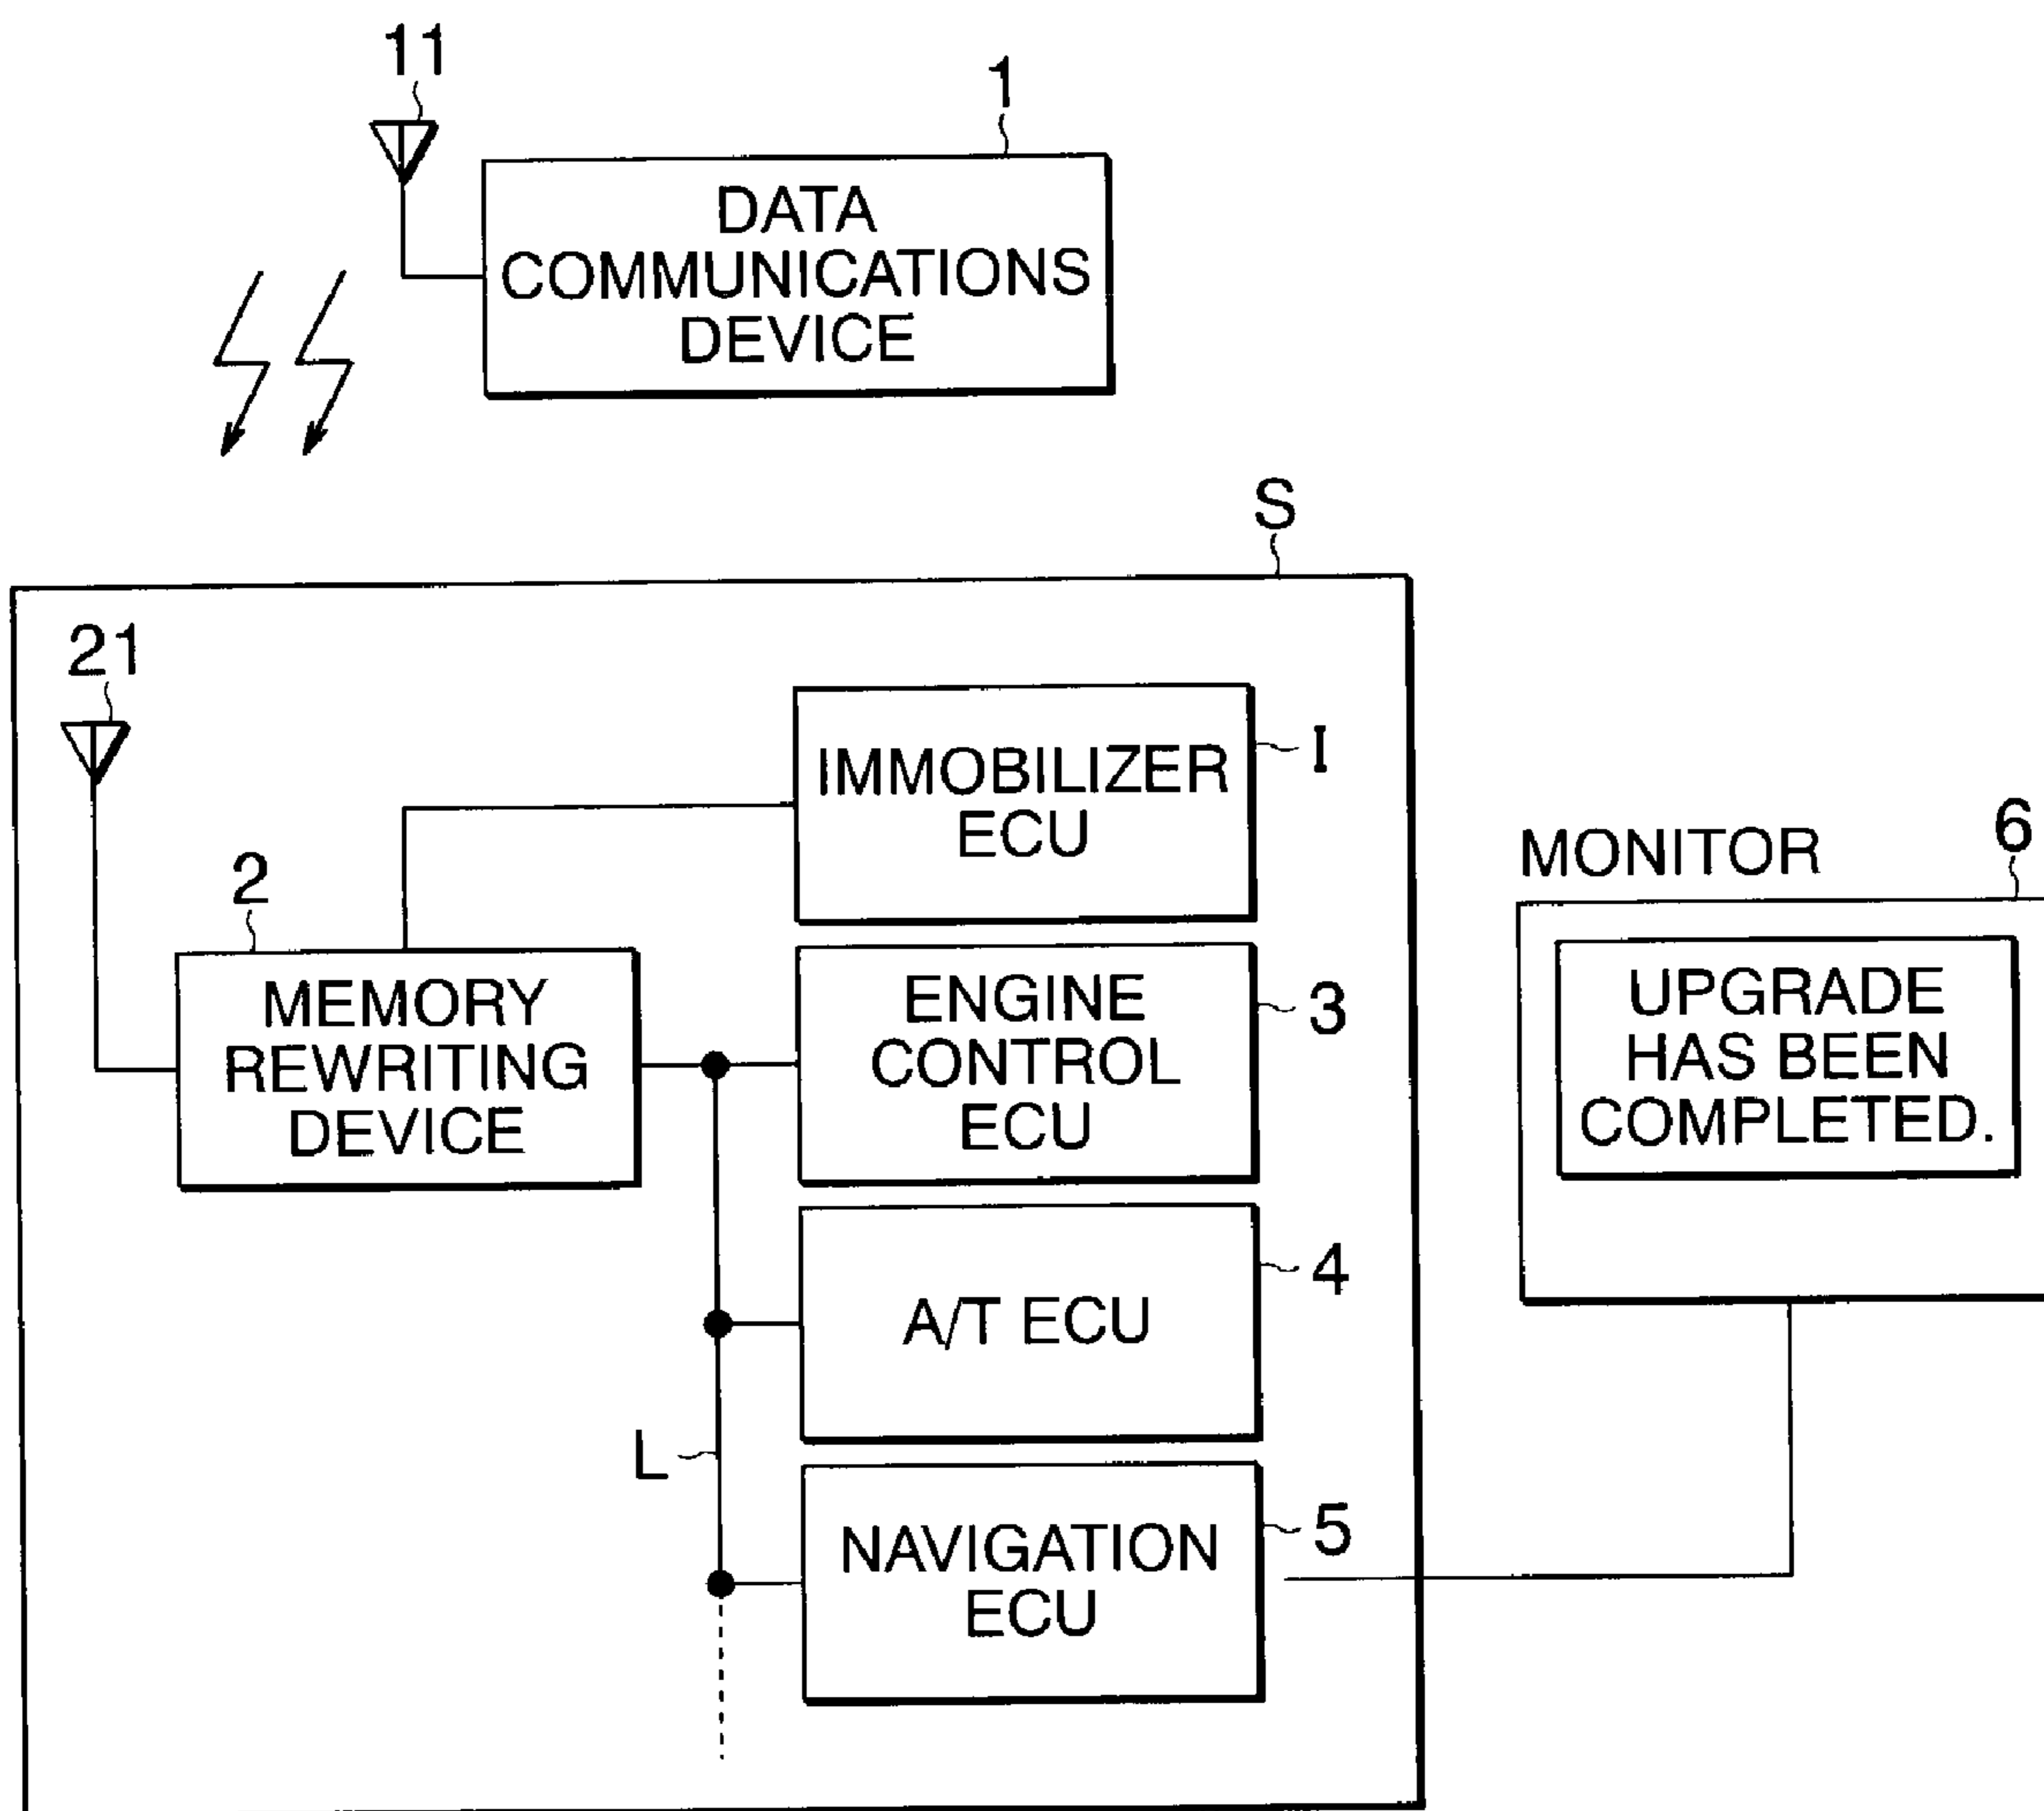 11
1
DATA
COMMUNICATIONS
DEVICE
S
21
IMMOBILIZER
ECU
I
2
MEMORY
REWRITING
DEVICE
ENGINE
CONTROL
ECU
3
MONITOR
6
UPGRADE
HAS BEEN
COMPLETED.
A/T ECU
4
L
NAVIGATION
ECU
5